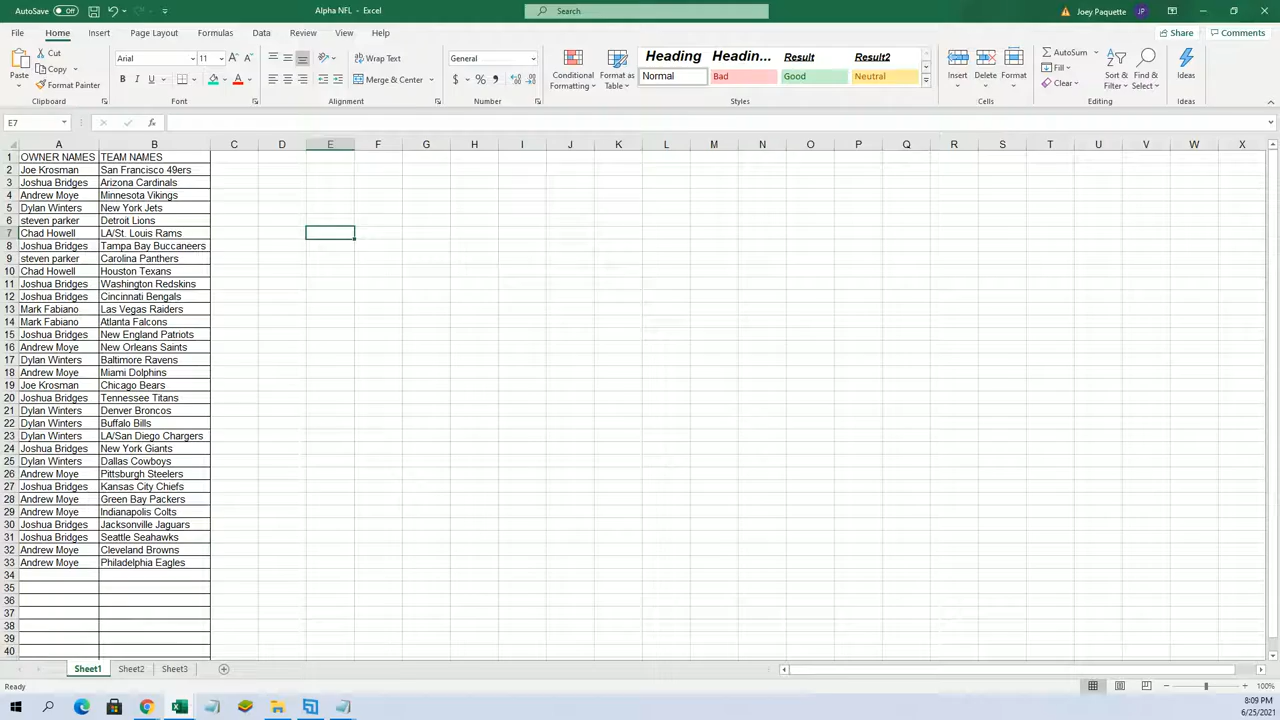 AutoSave Off Alpha NFL - Excel Search Joey Paquette JP
File Home Insert Page Layout Formulas Data Review View Help Share Comments
Paste Cut Copy Format Painter Clipboard
Arial 11 Font
Wrap Text Merge & Center Alignment
General Number
Conditional Formatting Format as Table
Heading Headin... Result Result2
Normal Bad Good Neutral
Styles
Insert Delete Format Cells
AutoSum Fill Clear Sort & Filter Find & Select Editing
Ideas Ideas
E7 fx
A B C D E F G H I J K L M N O P Q R S T U V W X
1 OWNER NAMES TEAM NAMES
2 Joe Krosman San Francisco 49ers
3 Joshua Bridges Arizona Cardinals
4 Andrew Moye Minnesota Vikings
5 Dylan Winters New York Jets
6 steven parker Detroit Lions
7 Chad Howell LA/St. Louis Rams
8 Joshua Bridges Tampa Bay Buccaneers
9 steven parker Carolina Panthers
10 Chad Howell Houston Texans
11 Joshua Bridges Washington Redskins
12 Joshua Bridges Cincinnati Bengals
13 Mark Fabiano Las Vegas Raiders
14 Mark Fabiano Atlanta Falcons
15 Joshua Bridges New England Patriots
16 Andrew Moye New Orleans Saints
17 Dylan Winters Baltimore Ravens
18 Andrew Moye Miami Dolphins
19 Joe Krosman Chicago Bears
20 Joshua Bridges Tennessee Titans
21 Dylan Winters Denver Broncos
22 Dylan Winters Buffalo Bills
23 Dylan Winters LA/San Diego Chargers
24 Joshua Bridges New York Giants
25 Dylan Winters Dallas Cowboys
26 Andrew Moye Pittsburgh Steelers
27 Joshua Bridges Kansas City Chiefs
28 Andrew Moye Green Bay Packers
29 Andrew Moye Indianapolis Colts
30 Joshua Bridges Jacksonville Jaguars
31 Joshua Bridges Seattle Seahawks
32 Andrew Moye Cleveland Browns
33 Andrew Moye Philadelphia Eagles
34
35
36
37
38
39
40
Sheet1 Sheet2 Sheet3
Ready 100%
8:09 PM
6/25/2021